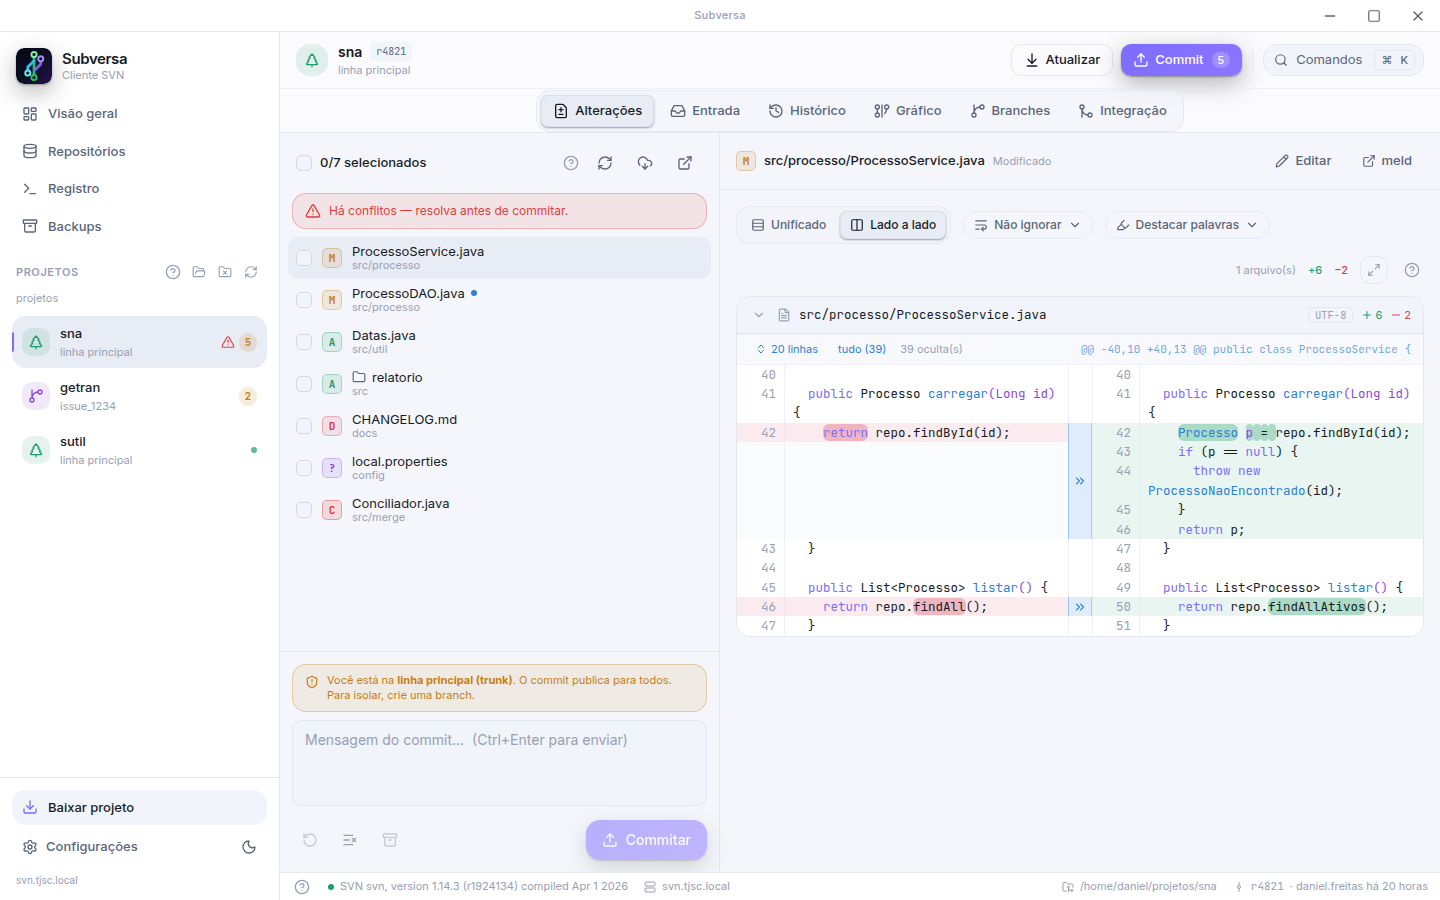 Subversa
Subversa
Cliente SVN
Visão geral
Repositórios
Registro
Backups
PROJETOS
projetos
sna
linha principal
5
getran
issue_1234
2
sutil
linha principal
Baixar projeto
Configurações
svn.tjsc.local
sna r4821
linha principal
Atualizar
Commit 5
Comandos ⌘ K
Alterações
Entrada
Histórico
Gráfico
Branches
Integração
0/7 selecionados
Há conflitos — resolva antes de commitar.
M ProcessoService.java
src/processo
M ProcessoDAO.java
src/processo
A Datas.java
src/util
A relatorio
src
D CHANGELOG.md
docs
? local.properties
config
C Conciliador.java
src/merge
Você está na linha principal (trunk). O commit publica para todos.
Para isolar, crie uma branch.
Mensagem do commit... (Ctrl+Enter para enviar)
Commitar
M src/processo/ProcessoService.java Modificado
Editar
meld
Unificado
Lado a lado
Não ignorar
Destacar palavras
1 arquivo(s) +6 −2
src/processo/ProcessoService.java UTF-8 +6 −2
20 linhas tudo (39) 39 oculta(s) @@ -40,10 +40,13 @@ public class ProcessoService {
40
41 public Processo carregar(Long id)
{
42 return repo.findById(id);
43 }
44
45 public List<Processo> listar() {
46 return repo.findAll();
47 }
40
41 public Processo carregar(Long id)
{
42 Processo p = repo.findById(id);
43 if (p == null) {
44 throw new
ProcessoNaoEncontrado(id);
45 }
46 return p;
47 }
48
49 public List<Processo> listar() {
50 return repo.findAllAtivos();
51 }
SVN svn, version 1.14.3 (r1924134) compiled Apr 1 2026
svn.tjsc.local
/home/daniel/projetos/sna
r4821 · daniel.freitas há 20 horas